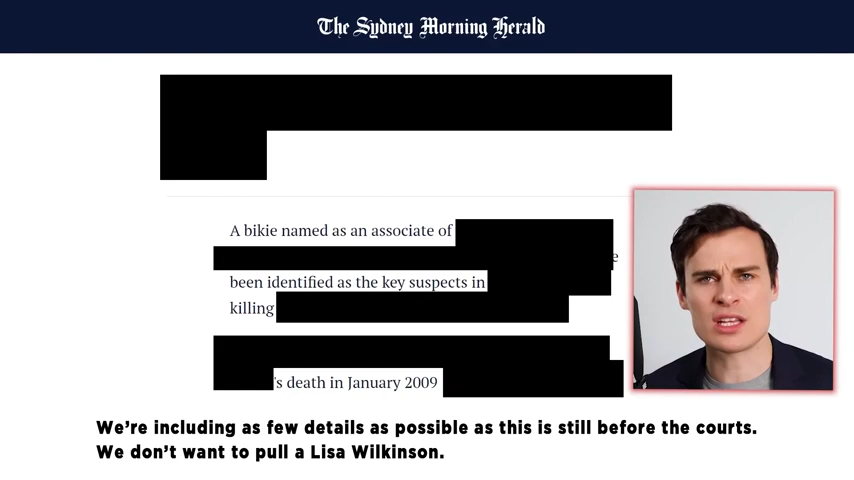 The Sydney Morning Herald
A bikie named as an associate of
e
been identified as the key suspects in
killing
's death in January 2009
We're including as few details as possible as this is still before the courts.
We don't want to pull a Lisa Wilkinson.